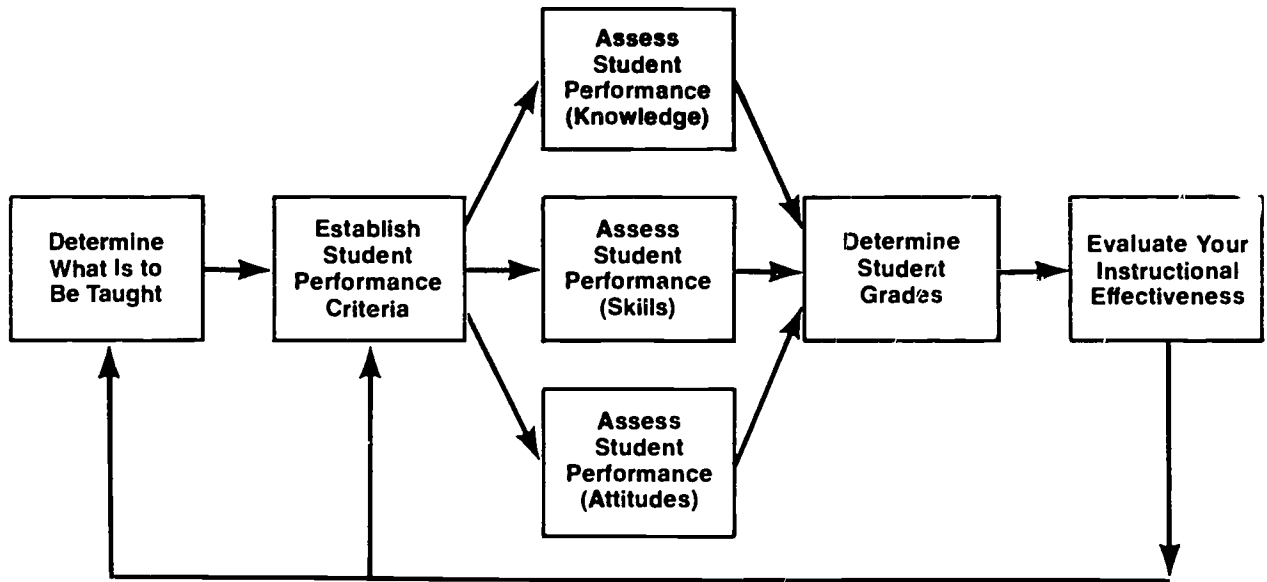 Assess
Student
Performance
(Knowledge)
Determine
What Is to
Be Taught
Establish
Student
Performance
Criteria
Assess
Student
Performance
(Skills)
Determine
Student
Grades
Evaluate Your
Instructional
Effectiveness
Assess
Student
Performance
(Attitudes)